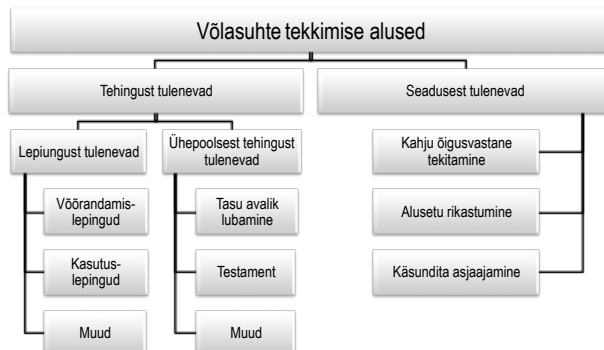 Võlasuhte tekkimise alused
Tehingust tulenevad
Seadusest tulenevad
Lepiungust tulenevad
Ühepoolsest tehingust
tulenevad
Võõrandamis-
lepingud
Kasutus-
lepingud
Muud
Tasu avalik
lubamine
Testament
Muud
Kahju õigusvastane
tekitamine
Alusetu rikastumine
Käsundita asjaajamine